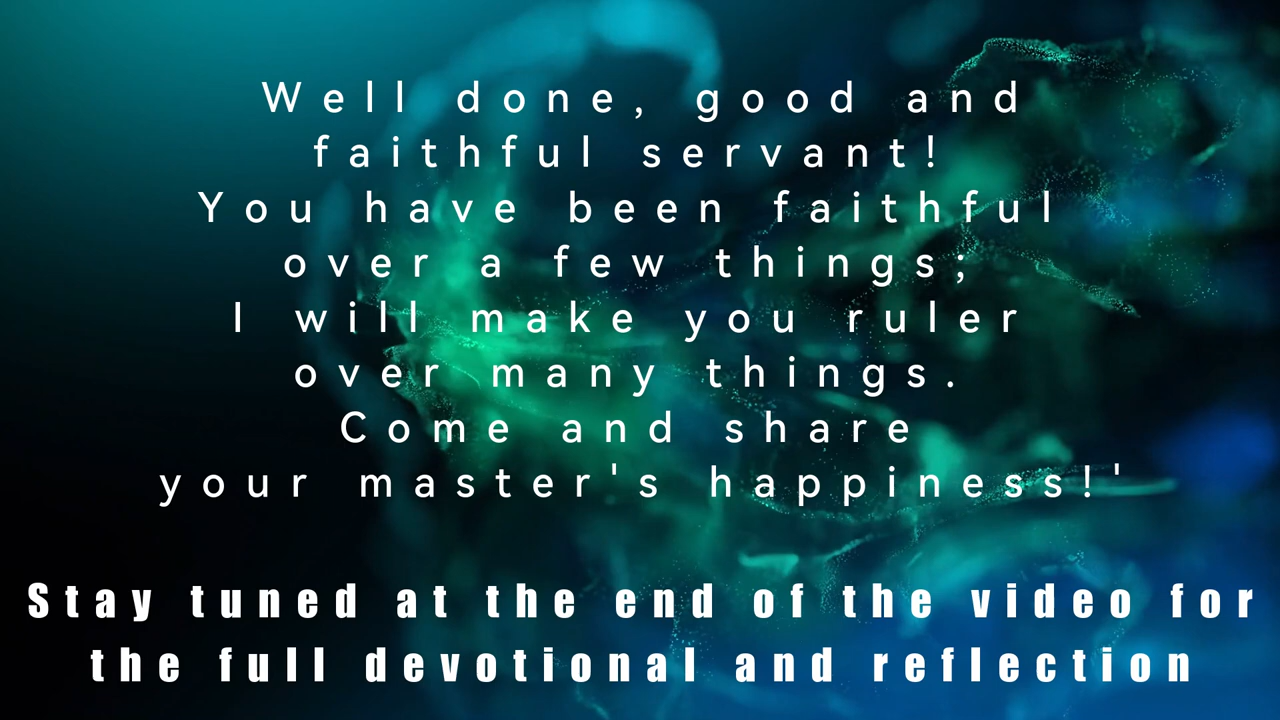 Well done, good and
faithful servant!
You have been faithful
over a few things;
I will make you ruler
over many things.
Come and share
your master's happiness!'
Stay tuned at the end of the video for
the full devotional and reflection